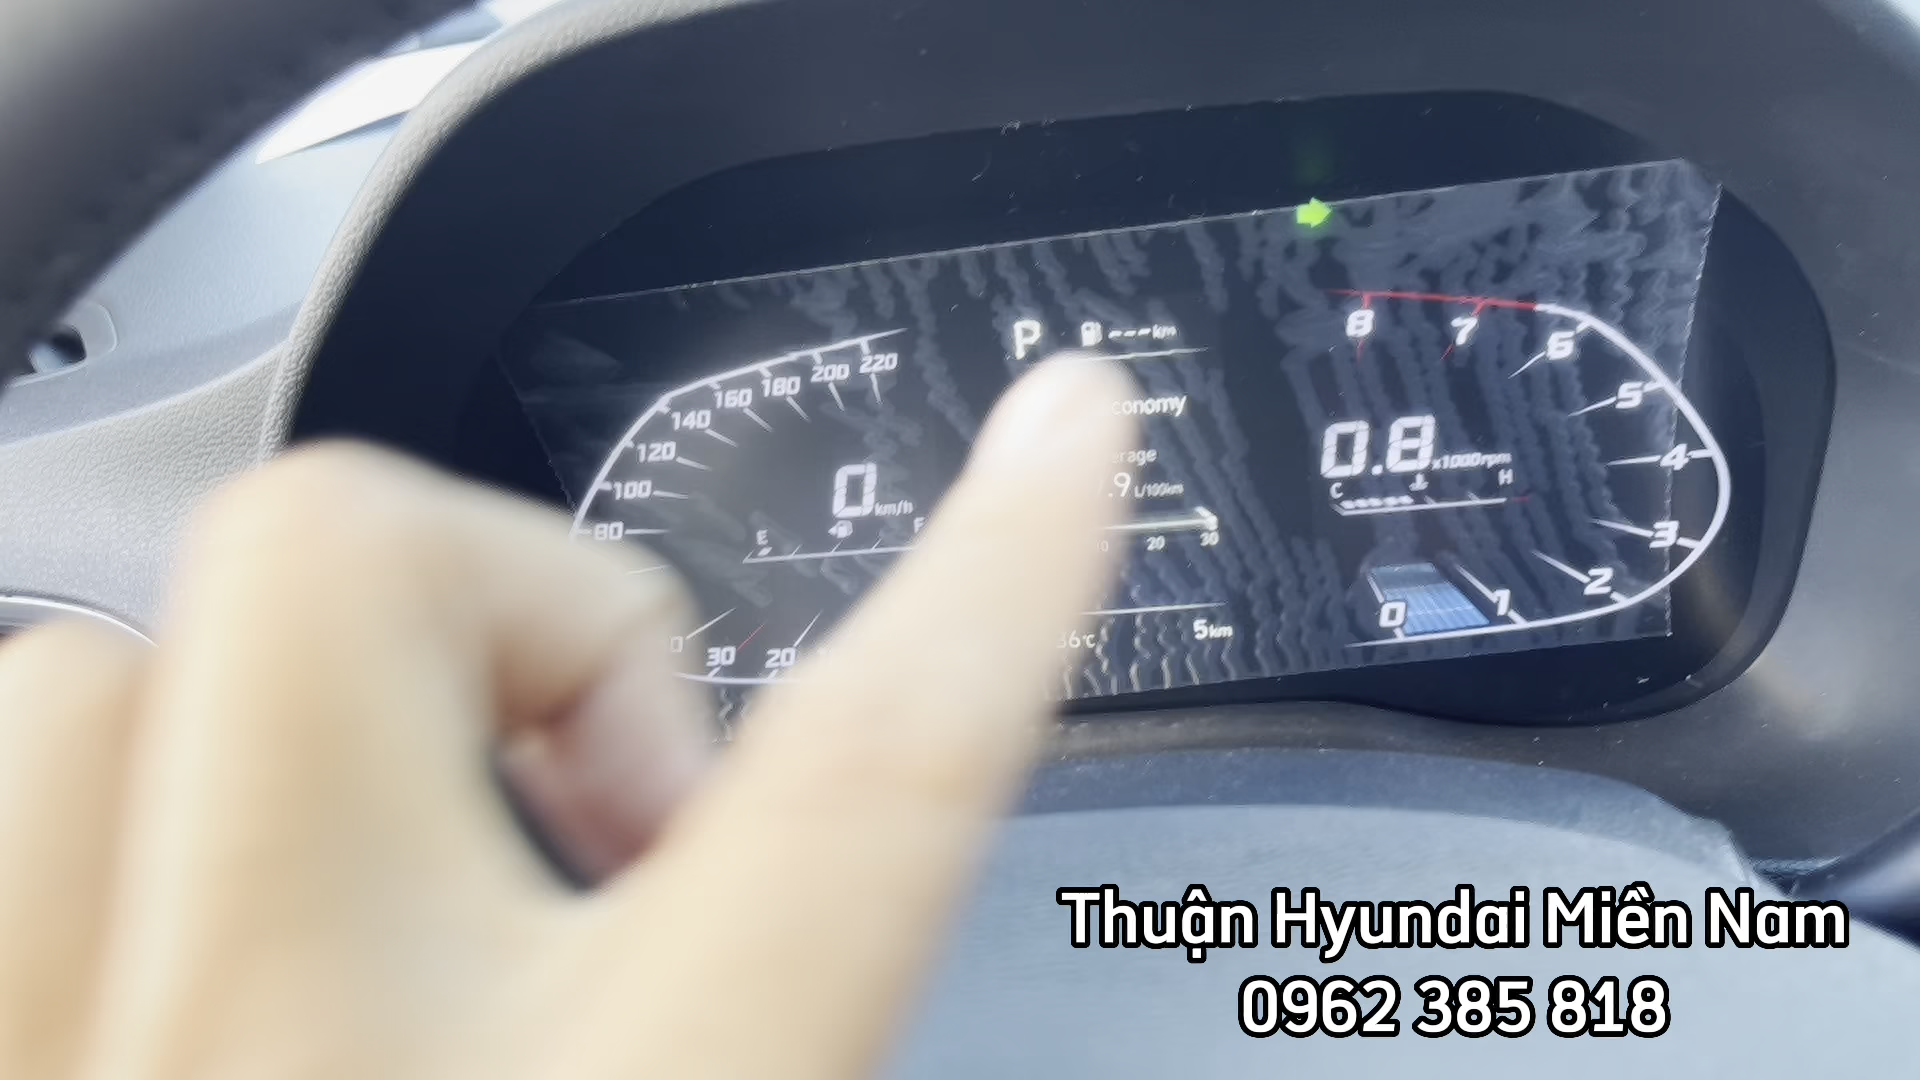 P --- km
220
200
180
160
140
120
100
80
30
20
0 km/h
E F
conomy
erage
.9 L/100km
20 30
36°C 5 km
8
7
6
5
4
3
2
1
0
0.8 x1000rpm
C H
Thuận Hyundai Miền Nam
0962 385 818